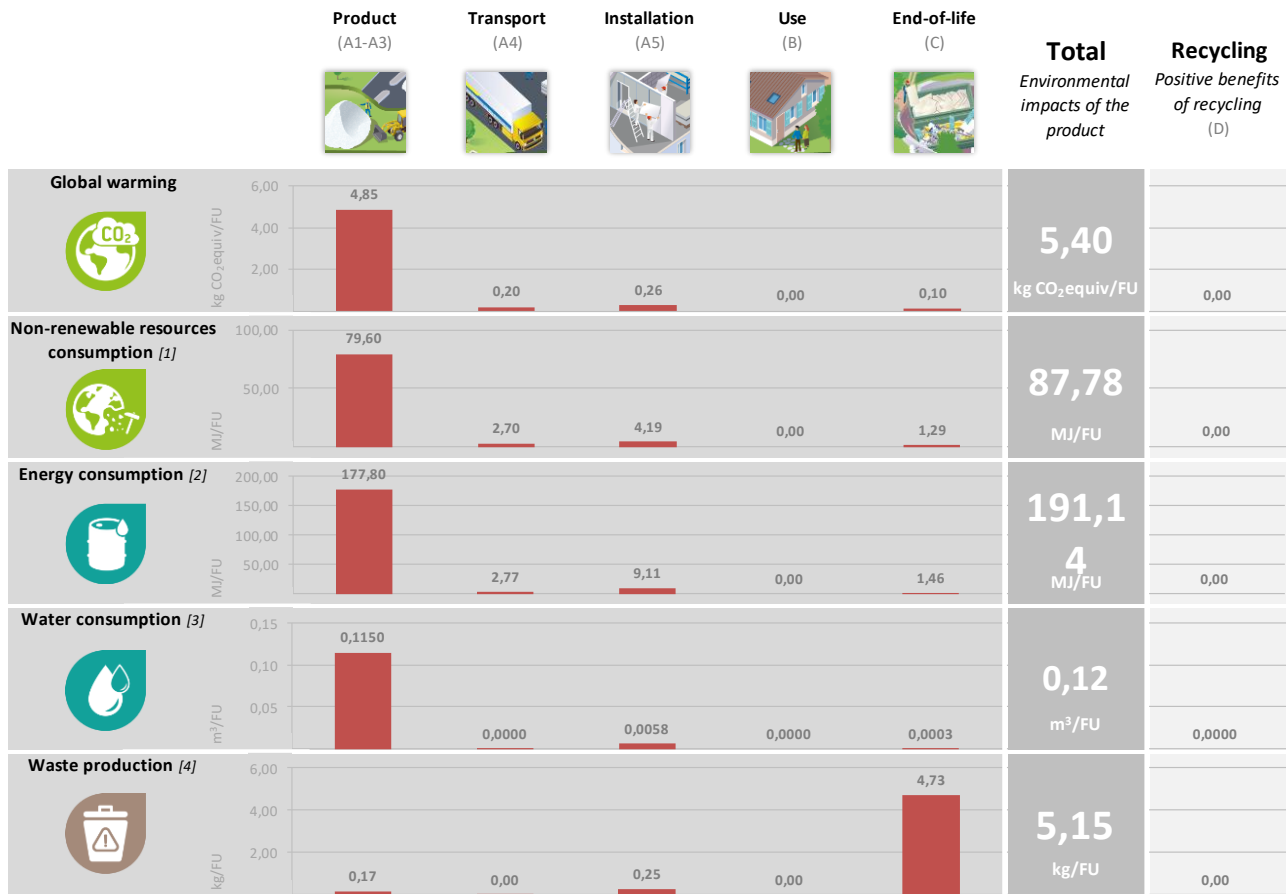 Product
(A1-A3)
Transport
(A4)
Installation
(A5)
Use
(B)
End-of-life
(C)
Total
Environmental
impacts of the
product
Recycling
Positive benefits
of recycling
(D)
Global warming
CO2
kg CO2equiv/FU
6,00
4,00
2,00
4,85
0,20
0,26
0,00
0,10
5,40
kg CO2equiv/FU
0,00
Non-renewable resources
consumption [1]
MJ/FU
100,00
50,00
79,60
2,70
4,19
0,00
1,29
87,78
MJ/FU
0,00
Energy consumption [2]
MJ/FU
200,00
150,00
100,00
50,00
177,80
2,77
9,11
0,00
1,46
191,1
4
MJ/FU
0,00
Water consumption [3]
m³/FU
0,15
0,10
0,05
0,1150
0,0000
0,0058
0,0000
0,0003
0,12
m³/FU
0,0000
Waste production [4]
kg/FU
6,00
4,00
2,00
0,17
0,00
0,25
0,00
4,73
5,15
kg/FU
0,00